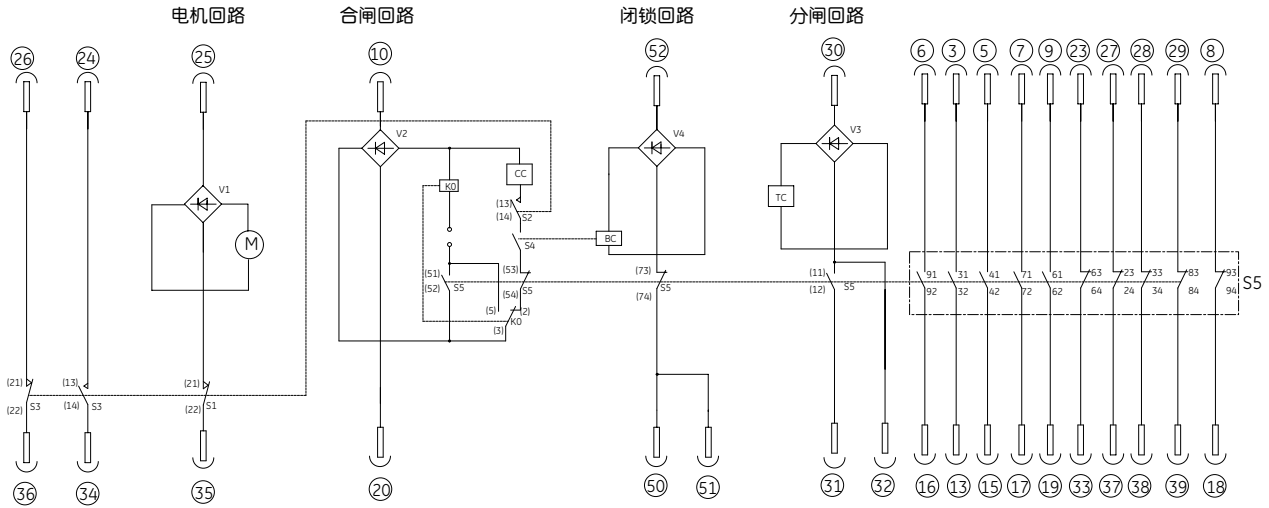 电机回路 合闸回路 闭锁回路 分闸回路
26 24 25 10 52 30 6 3 5 7 9 23 27 28 29 8
V2 V4 V3
CC
K0
V1
TC
(13)
(14) S2
M
S4 BC
(51) (53) (73) (11) 91 31 41 71 61 63 23 33 83 93
(52) S5 S5 S5 S5 S5
(54) (74) (12) 92 32 42 72 62 64 24 34 84 94
(5) (2)
K0
(3)
(21) (13) (21)
(22) S3 (14) S3 (22) S1
36 34 35 20 50 51 31 32 16 13 15 17 19 33 37 38 39 18